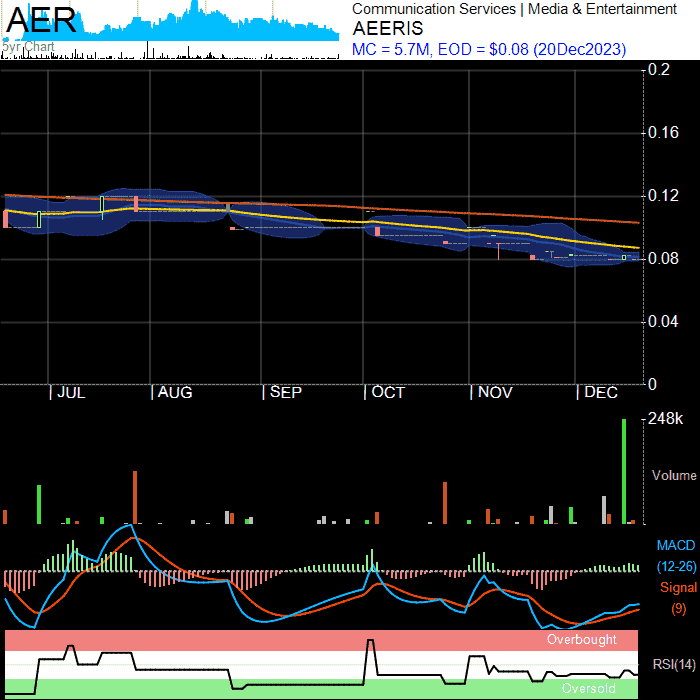 AER
5yr Chart
Communication Services | Media & Entertainment
AEERIS
MC = 5.7M, EOD = $0.08 (20Dec2023)
0.2
0.16
0.12
0.08
0.04
0
| JUL | AUG | SEP | OCT | NOV | DEC
248k
Volume
MACD
(12-26)
Signal
(9)
Overbought
RSI(14)
Oversold